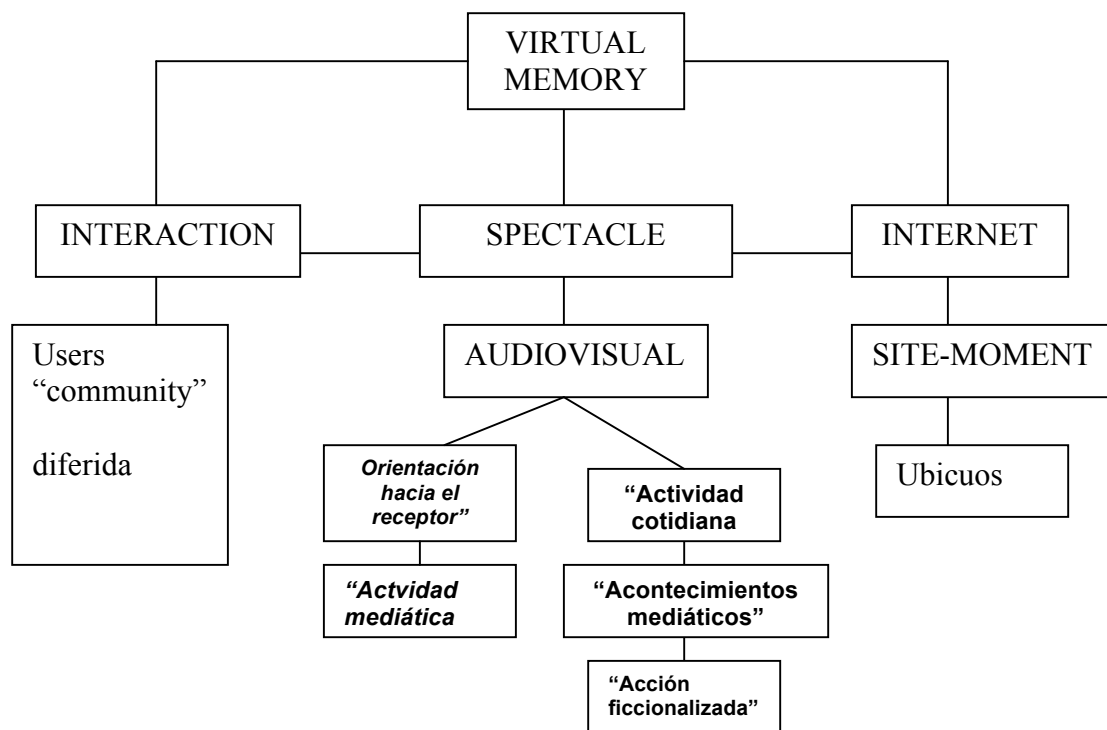 VIRTUAL
MEMORY
INTERACTION
SPECTACLE
INTERNET
Users
“community”
diferida
AUDIOVISUAL
SITE-MOMENT
Orientación
hacia el
receptor”
“Actividad
cotidiana
Ubicuos
“Actvidad
mediática
“Acontecimientos
mediáticos”
“Acción
ficcionalizada”